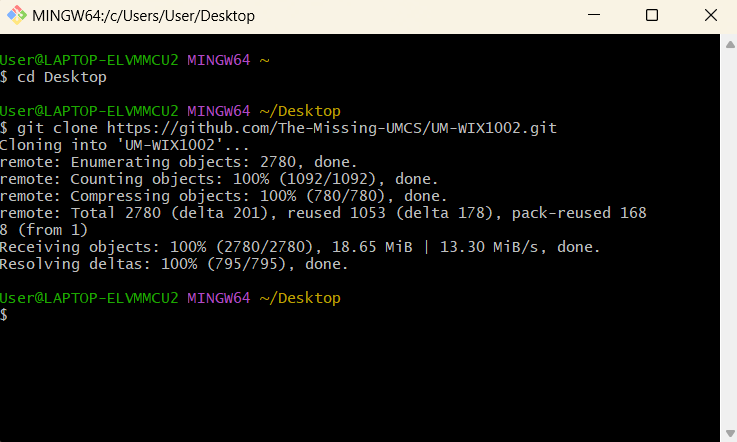 MINGW64:/c/Users/User/Desktop
User@LAPTOP-ELVMMCU2 MINGW64 ~
$ cd Desktop
User@LAPTOP-ELVMMCU2 MINGW64 ~/Desktop
$ git clone https://github.com/The-Missing-UMCS/UM-WIX1002.git
Cloning into 'UM-WIX1002'...
remote: Enumerating objects: 2780, done.
remote: Counting objects: 100% (1092/1092), done.
remote: Compressing objects: 100% (780/780), done.
remote: Total 2780 (delta 201), reused 1053 (delta 178), pack-reused 168
8 (from 1)
Receiving objects: 100% (2780/2780), 18.65 MiB | 13.30 MiB/s, done.
Resolving deltas: 100% (795/795), done.
User@LAPTOP-ELVMMCU2 MINGW64 ~/Desktop
$